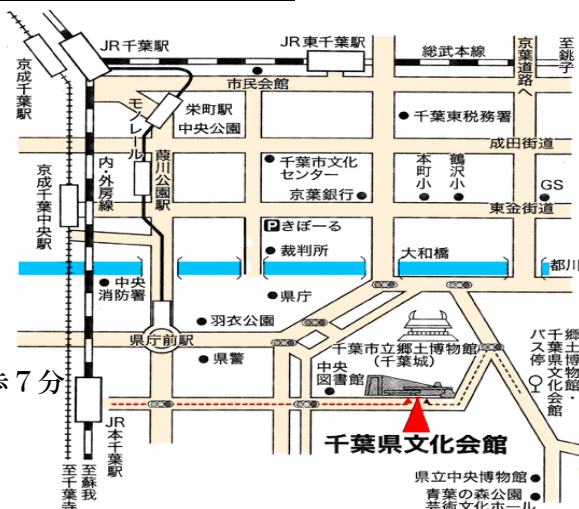 JR千葉駅
JR東千葉駅
総武本線
京葉道路へ
至銚子
京成千葉駅
市民会館
モノレール
栄町駅
中央公園
千葉東税務署
成田街道
内・外房線
葭川公園駅
千葉市文化
センター
本町小
鶴沢小
京葉銀行
GS
京成千葉中央駅
東金街道
Pきぼーる
裁判所
大和橋
都川
中央
消防署
県庁
羽衣公園
県庁前駅
県警
千葉市立郷土博物館
(千葉城)
郷土博物館・
千葉県文化会館
バス停
中央
図書館
歩7分
JR本千葉駅
千葉県文化会館
至千葉寺
至蘇我
県立中央博物館
青葉の森公園
芸術文化ホール